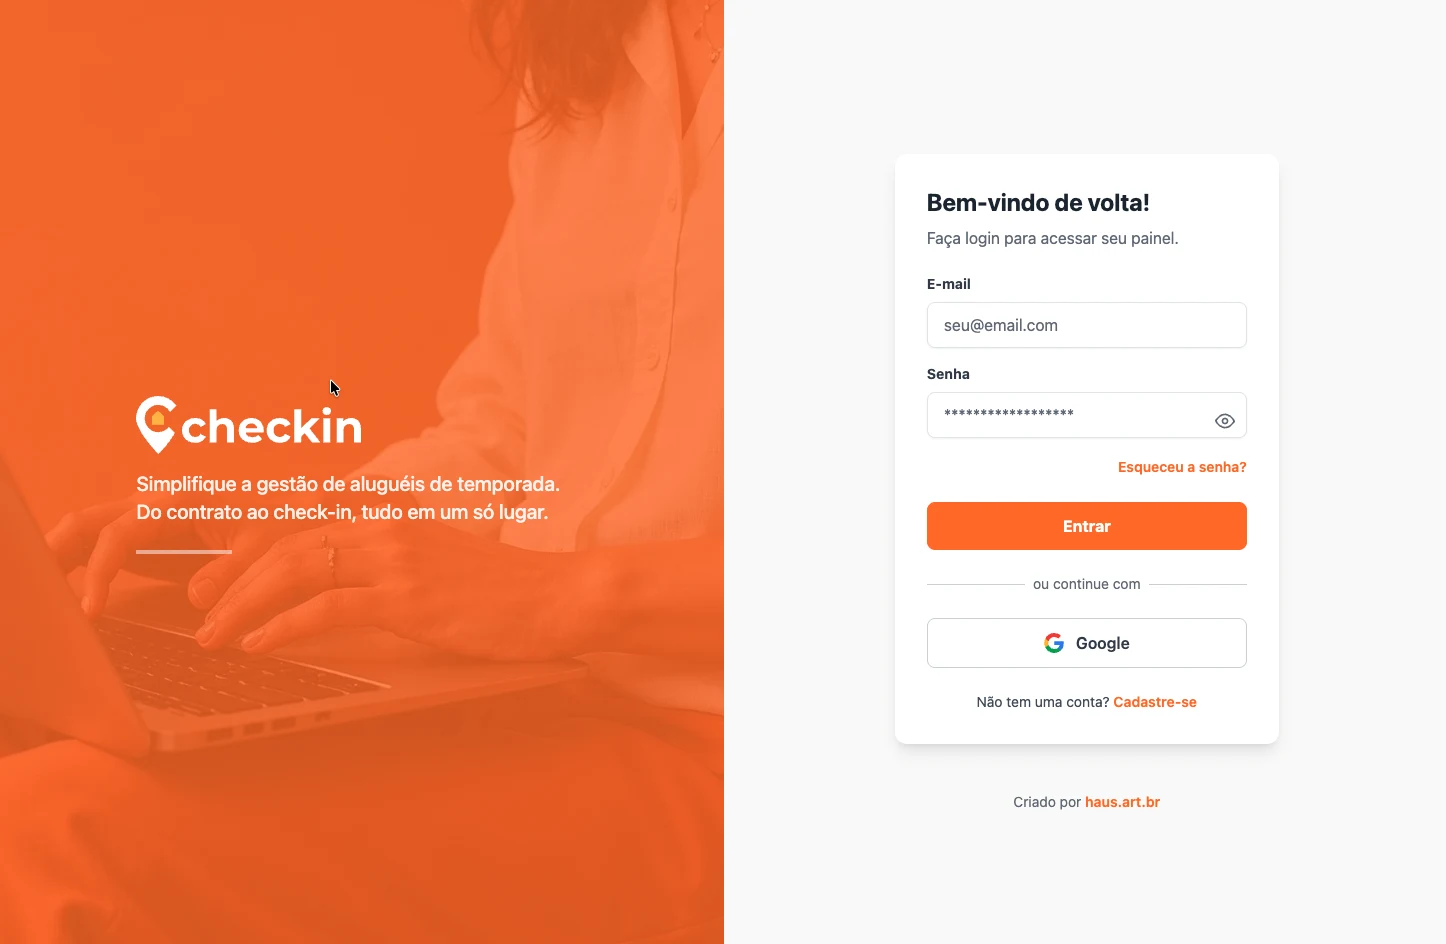 checkin
Simplifique a gestão de aluguéis de temporada.
Do contrato ao check-in, tudo em um só lugar.
Bem-vindo de volta!
Faça login para acessar seu painel.
E-mail
seu@email.com
Senha
******************
Esqueceu a senha?
Entrar
ou continue com
Google
Não tem uma conta? Cadastre-se
Criado por haus.art.br